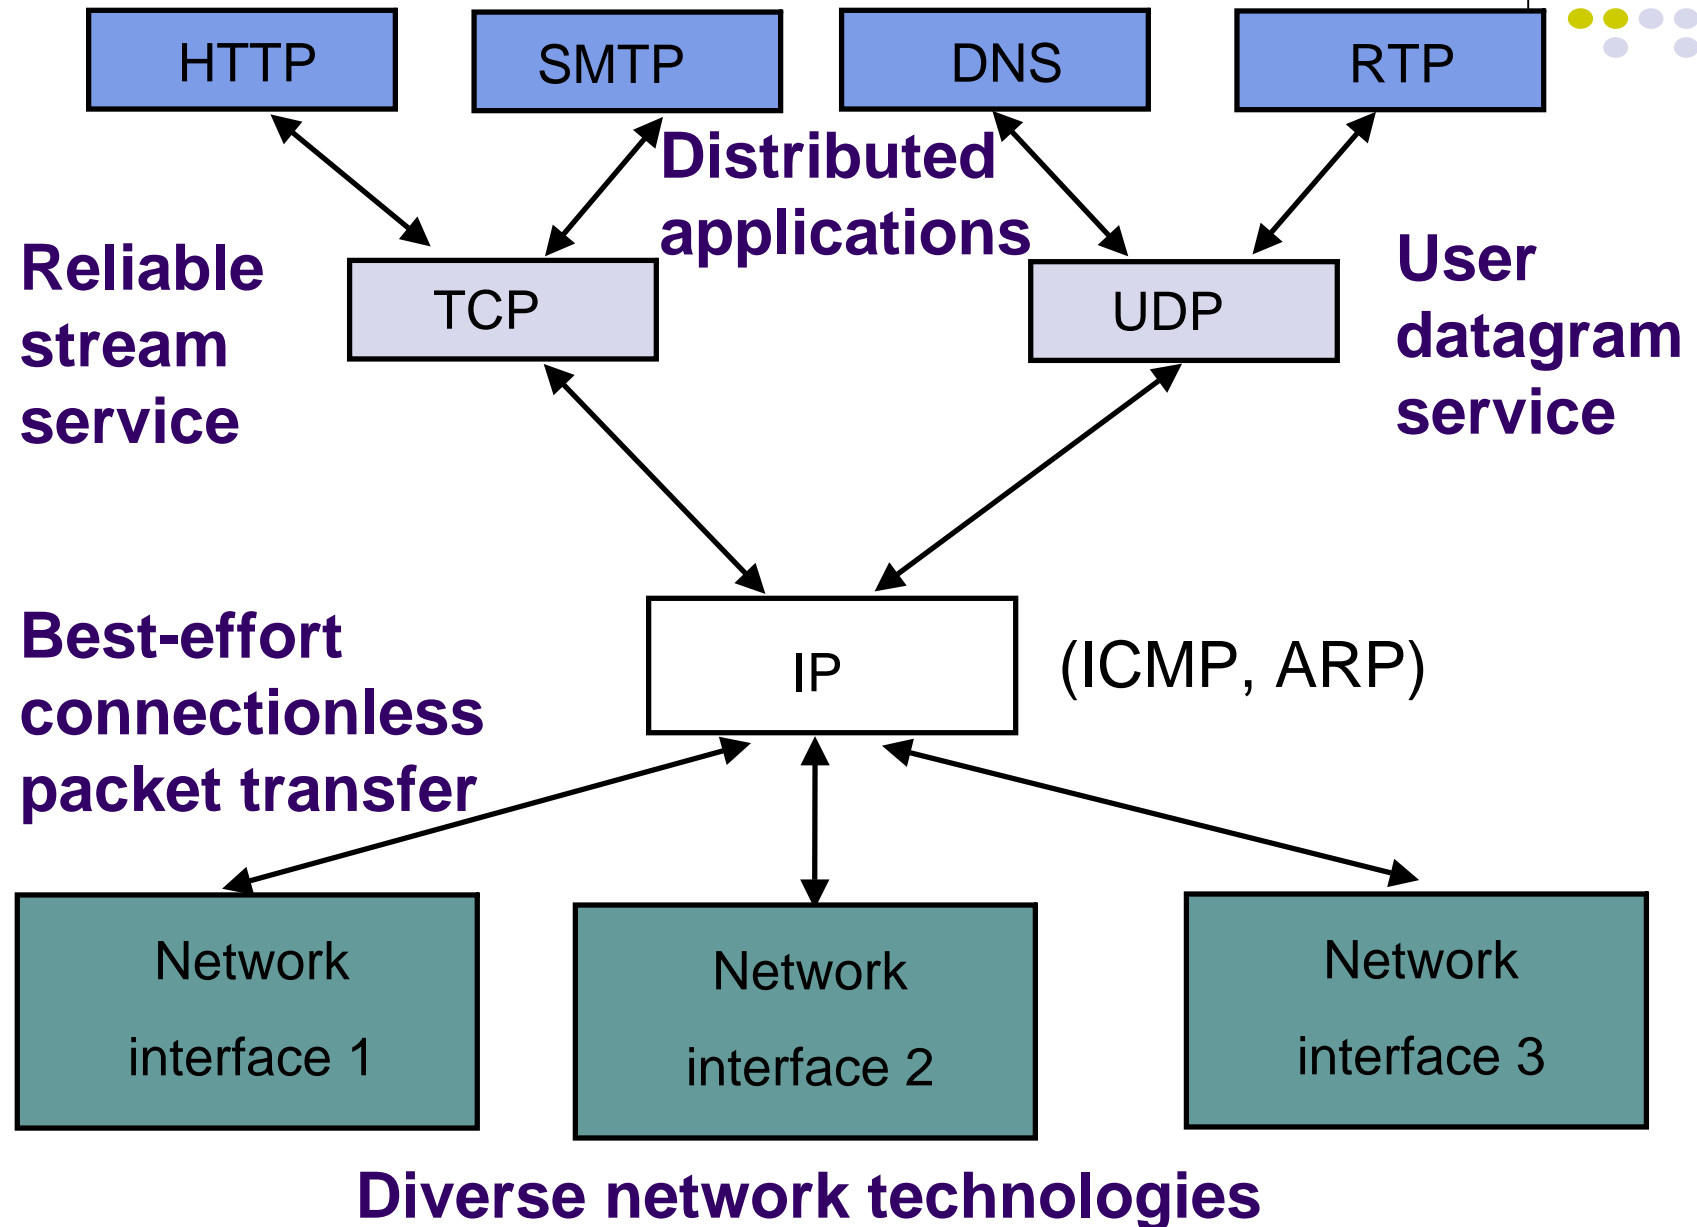 HTTP
SMTP
DNS
RTP
Distributed
applications
Reliable
stream
service
TCP
UDP
User
datagram
service
Best-effort
connectionless
packet transfer
IP
(ICMP, ARP)
Network
interface 1
Network
interface 2
Network
interface 3
Diverse network technologies